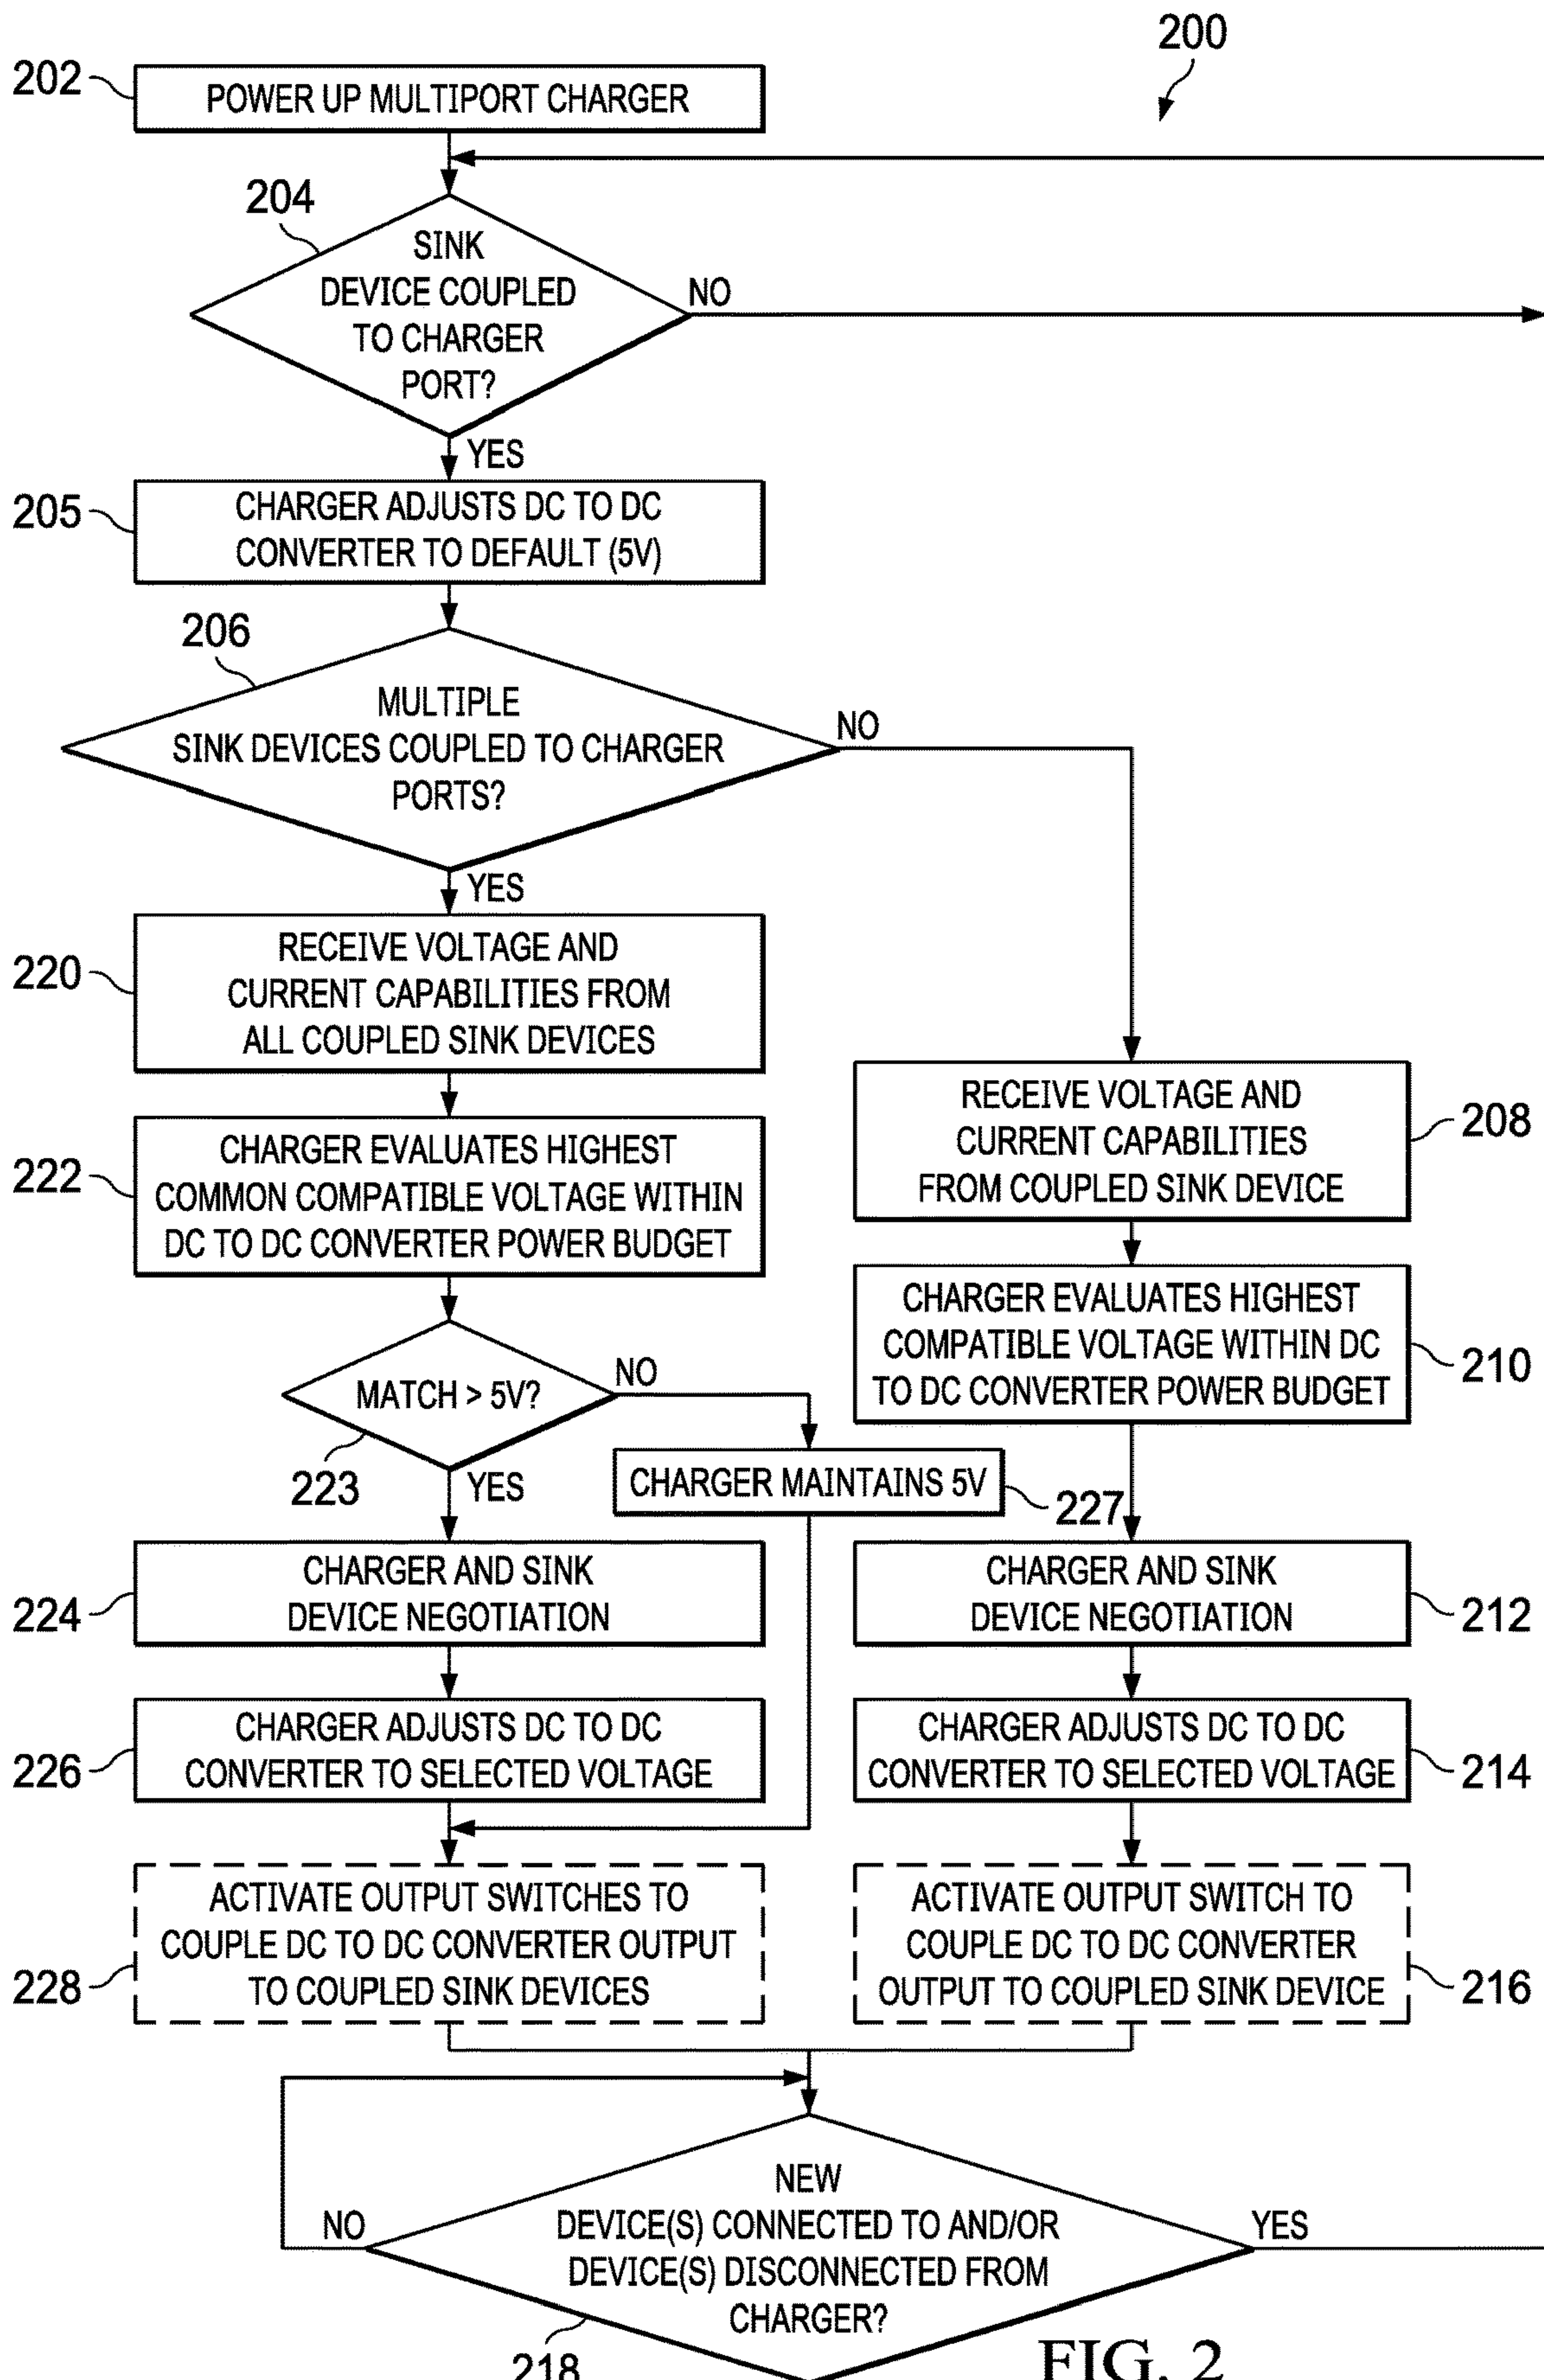 200
202
POWER UP MULTIPORT CHARGER
204
SINK
DEVICE COUPLED
TO CHARGER
PORT?
NO
YES
205
CHARGER ADJUSTS DC TO DC
CONVERTER TO DEFAULT (5V)
206
MULTIPLE
SINK DEVICES COUPLED TO CHARGER
PORTS?
NO
YES
220
RECEIVE VOLTAGE AND
CURRENT CAPABILITIES FROM
ALL COUPLED SINK DEVICES
222
CHARGER EVALUATES HIGHEST
COMMON COMPATIBLE VOLTAGE WITHIN
DC TO DC CONVERTER POWER BUDGET
208
RECEIVE VOLTAGE AND
CURRENT CAPABILITIES
FROM COUPLED SINK DEVICE
210
CHARGER EVALUATES HIGHEST
COMPATIBLE VOLTAGE WITHIN DC
TO DC CONVERTER POWER BUDGET
MATCH > 5V?
NO
223
YES
CHARGER MAINTAINS 5V
227
224
CHARGER AND SINK
DEVICE NEGOTIATION
CHARGER AND SINK
DEVICE NEGOTIATION
212
226
CHARGER ADJUSTS DC TO DC
CONVERTER TO SELECTED VOLTAGE
CHARGER ADJUSTS DC TO DC
CONVERTER TO SELECTED VOLTAGE
214
228
ACTIVATE OUTPUT SWITCHES TO
COUPLE DC TO DC CONVERTER OUTPUT
TO COUPLED SINK DEVICES
ACTIVATE OUTPUT SWITCH TO
COUPLE DC TO DC CONVERTER
OUTPUT TO COUPLED SINK DEVICE
216
NO
NEW
DEVICE(S) CONNECTED TO AND/OR
DEVICE(S) DISCONNECTED FROM
CHARGER?
YES
218
FIG. 2